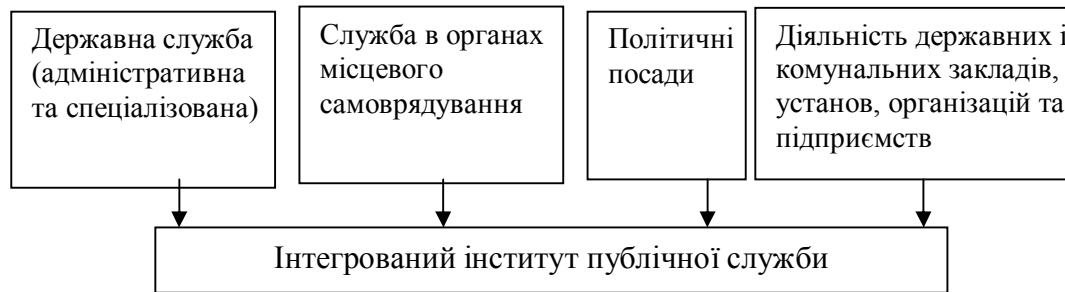 Державна служба
(адміністративна
та спеціалізована)
Служба в органах
місцевого
самоврядування
Політичні
посади
Діяльність державних і
комунальних закладів,
установ, організацій та
підприємств
Інтегрований інститут публічної служби